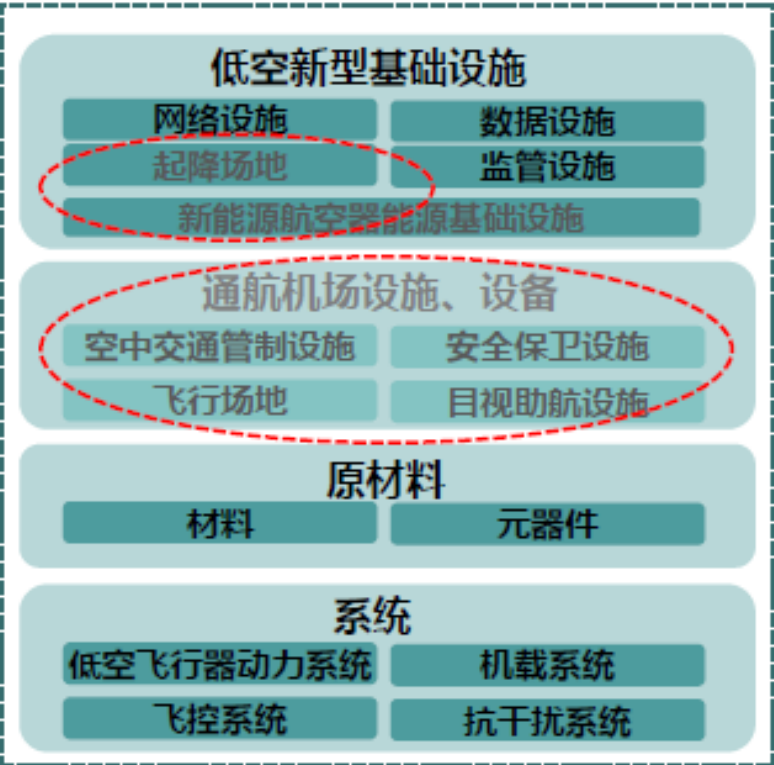 低空新型基础设施
网络设施 数据设施
起降场地 监管设施
新能源航空器能源基础设施
通航机场设施、设备
空中交通管制设施 安全保卫设施
飞行场地 目视助航设施
原材料
材料 元器件
系统
低空飞行器动力系统 机载系统
飞控系统 抗干扰系统